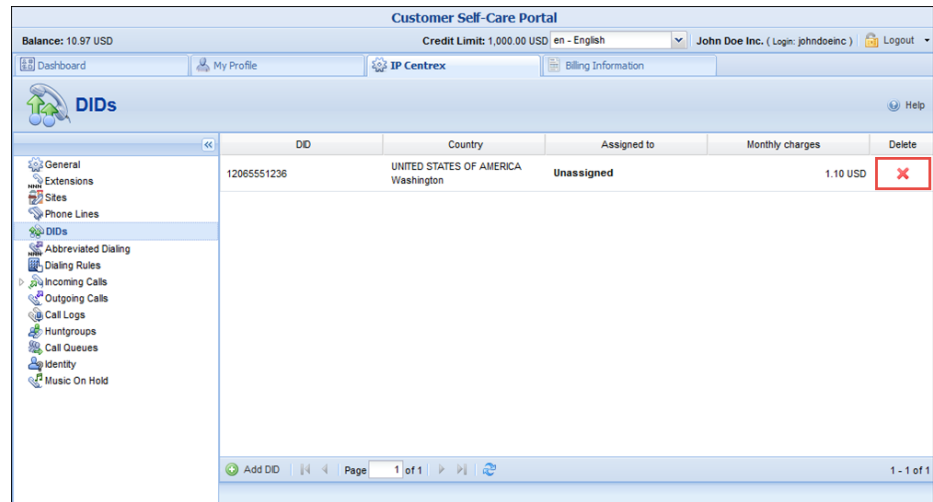 Customer Self-Care Portal
Balance: 10.97 USD
Credit Limit: 1,000.00 USD
en - English
John Doe Inc. ( Login: johndoeinc )
Logout
Dashboard
My Profile
IP Centrex
Billing Information
DIDs
Help
General
Extensions
Sites
Phone Lines
DIDs
Abbreviated Dialing
Dialing Rules
Incoming Calls
Outgoing Calls
Call Logs
Huntgroups
Call Queues
Identity
Music On Hold
DID
Country
Assigned to
Monthly charges
Delete
12065551236
UNITED STATES OF AMERICA
Washington
Unassigned
1.10 USD
Add DID
Page 1 of 1
1 - 1 of 1